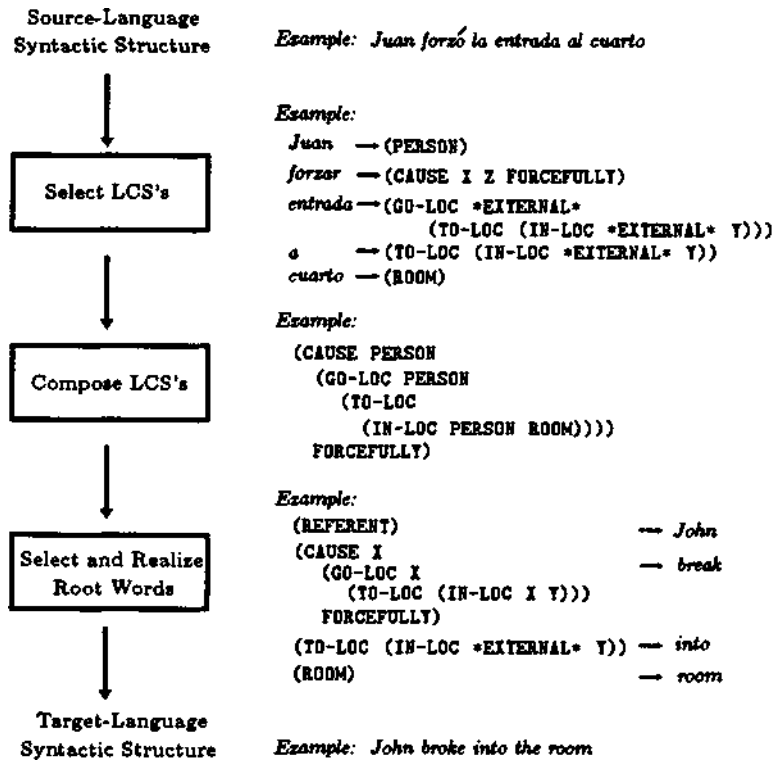 Source-Language
Syntactic Structure
Example: Juan forzó la entrada al cuarto
Select LCS's
Example:
Juan → (PERSON)
forzar → (CAUSE X Z FORCEFULLY)
entrada → (GO-LOC *EXTERNAL*
(TO-LOC (IN-LOC *EXTERNAL* Y)))
a → (TO-LOC (IN-LOC *EXTERNAL* Y))
cuarto → (ROOM)
Compose LCS's
Example:
(CAUSE PERSON
(GO-LOC PERSON
(TO-LOC
(IN-LOC PERSON ROOM))))
FORCEFULLY)
Select and Realize
Root Words
Example:
(REFERENT) → John
(CAUSE X → break
(GO-LOC X
(TO-LOC (IN-LOC X Y)))
FORCEFULLY)
(TO-LOC (IN-LOC *EXTERNAL* Y)) → into
(ROOM) → room
Target-Language
Syntactic Structure
Example: John broke into the room